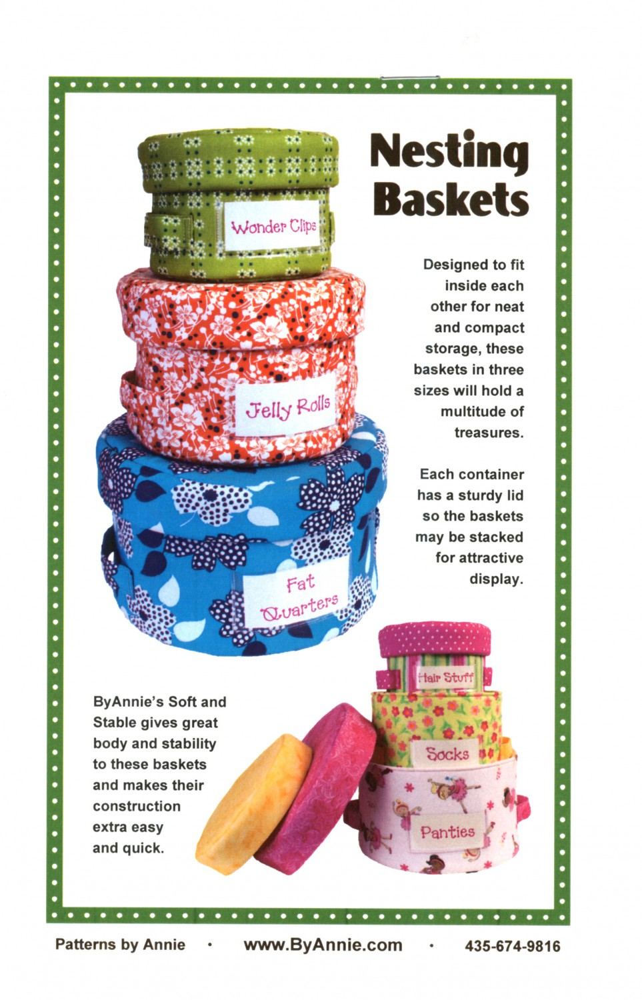 Nesting
Baskets
Wonder Clips
Jelly Rolls
Fat
Quarters
Designed to fit
inside each
other for neat
and compact
storage, these
baskets in three
sizes will hold a
multitude of
treasures.
Each container
has a sturdy lid
so the baskets
may be stacked
for attractive
display.
ByAnnie's Soft and
Stable gives great
body and stability
to these baskets
and makes their
construction
extra easy
and quick.
Hair Stuff
Socks
Panties
Patterns by Annie • www.ByAnnie.com • 435-674-9816